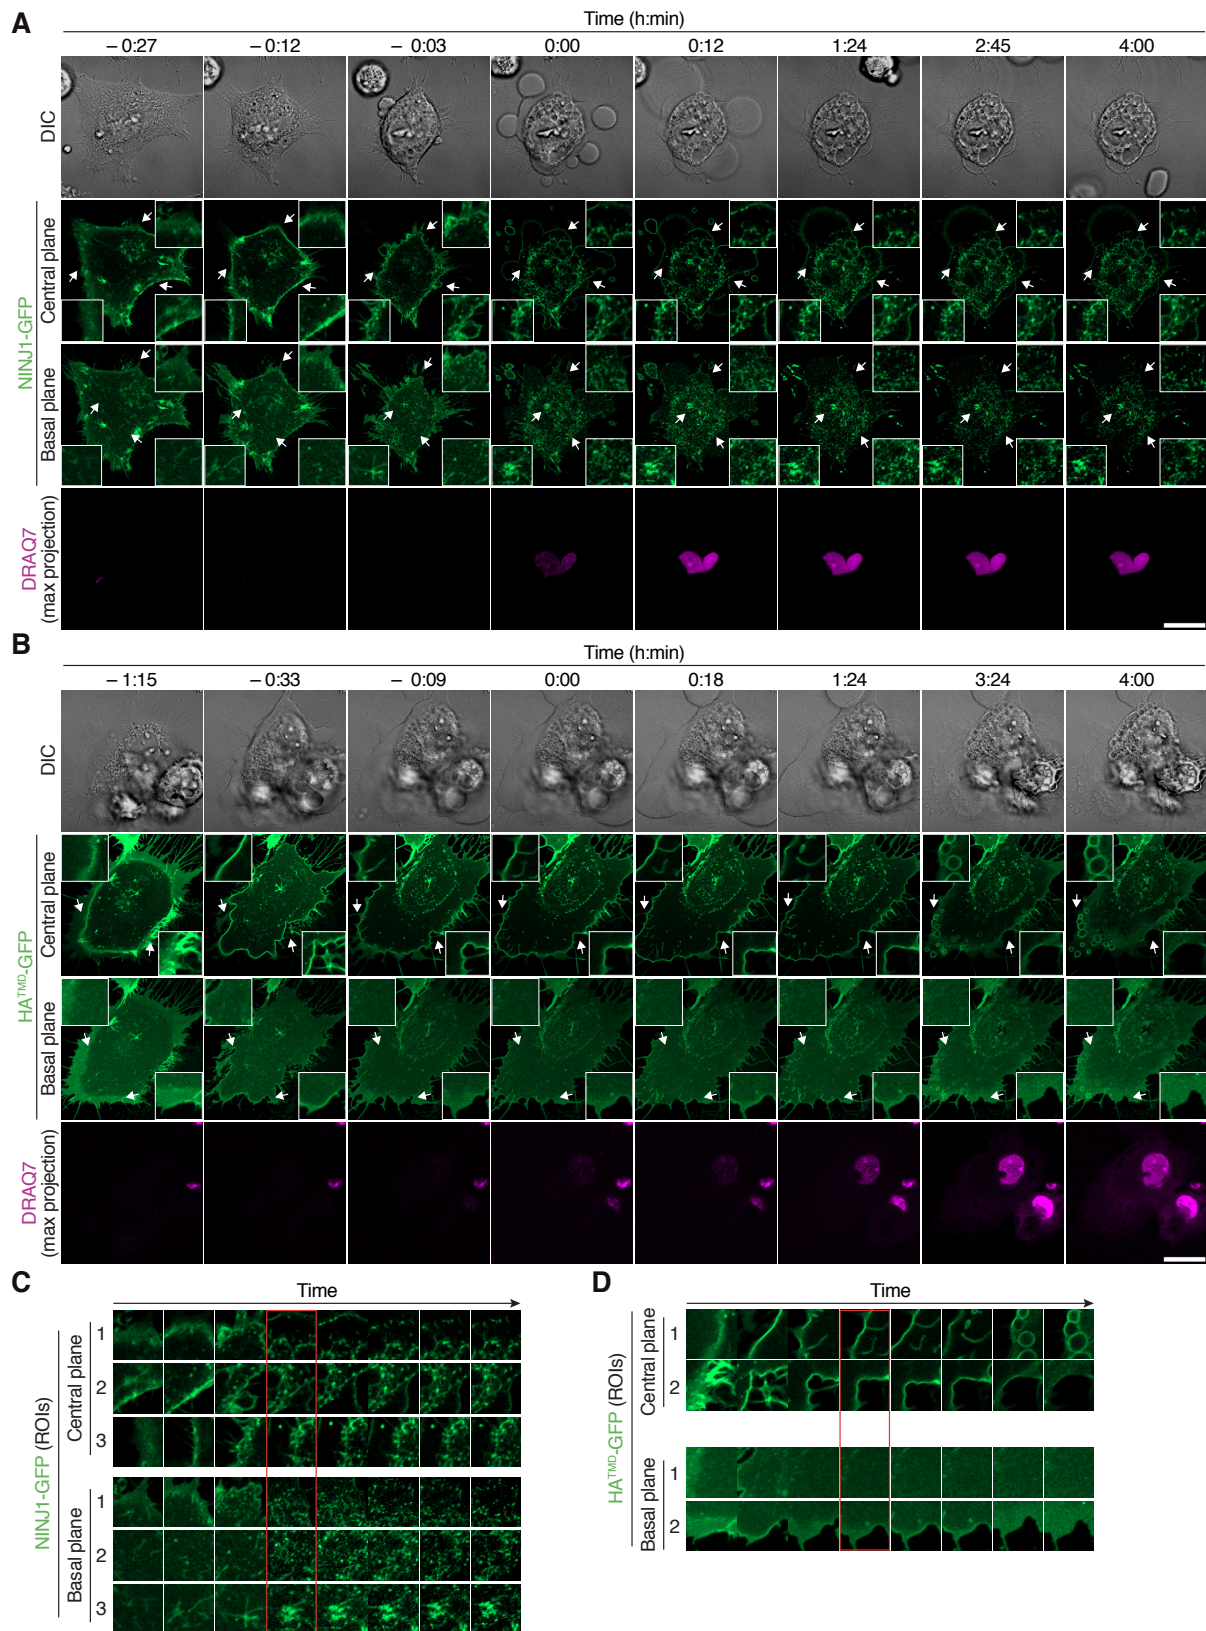 A
Time (h:min)
– 0:27 – 0:12 – 0:03 0:00 0:12 1:24 2:45 4:00
DIC
NINJ1-GFP
Central plane
Basal plane
DRAQ7
(max projection)
B
Time (h:min)
– 1:15 – 0:33 – 0:09 0:00 0:18 1:24 3:24 4:00
DIC
HATMD-GFP
Central plane
Basal plane
DRAQ7
(max projection)
C
Time
NINJ1-GFP (ROIs)
Central plane
1
2
3
Basal plane
1
2
3
D
Time
HATMD-GFP (ROIs)
Central plane
1
2
Basal plane
1
2